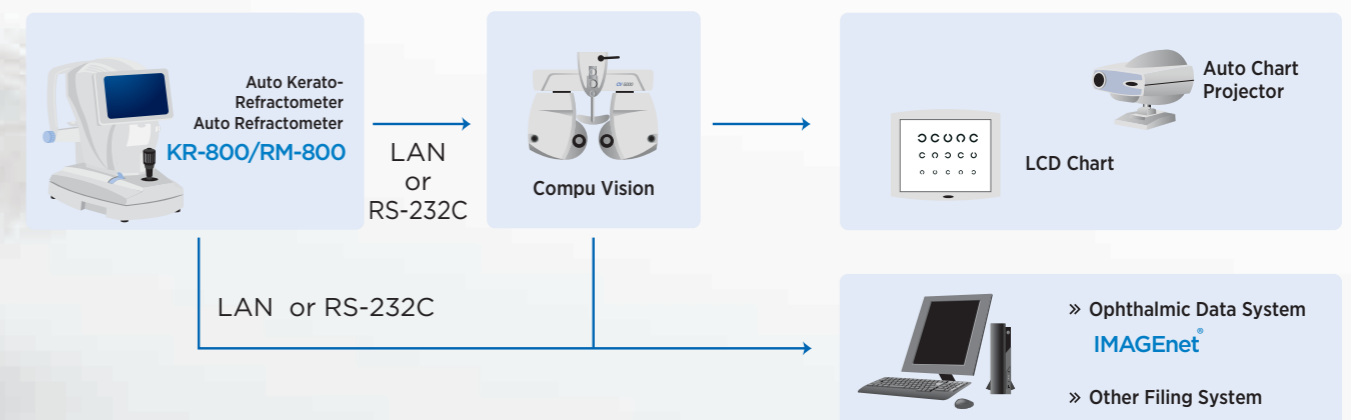 Auto Kerato-
Refractometer
Auto Refractometer
KR-800/RM-800
LAN
or
RS-232C
Compu Vision
Auto Chart
Projector
LCD Chart
LAN or RS-232C
» Ophthalmic Data System
IMAGEnet®
» Other Filing System